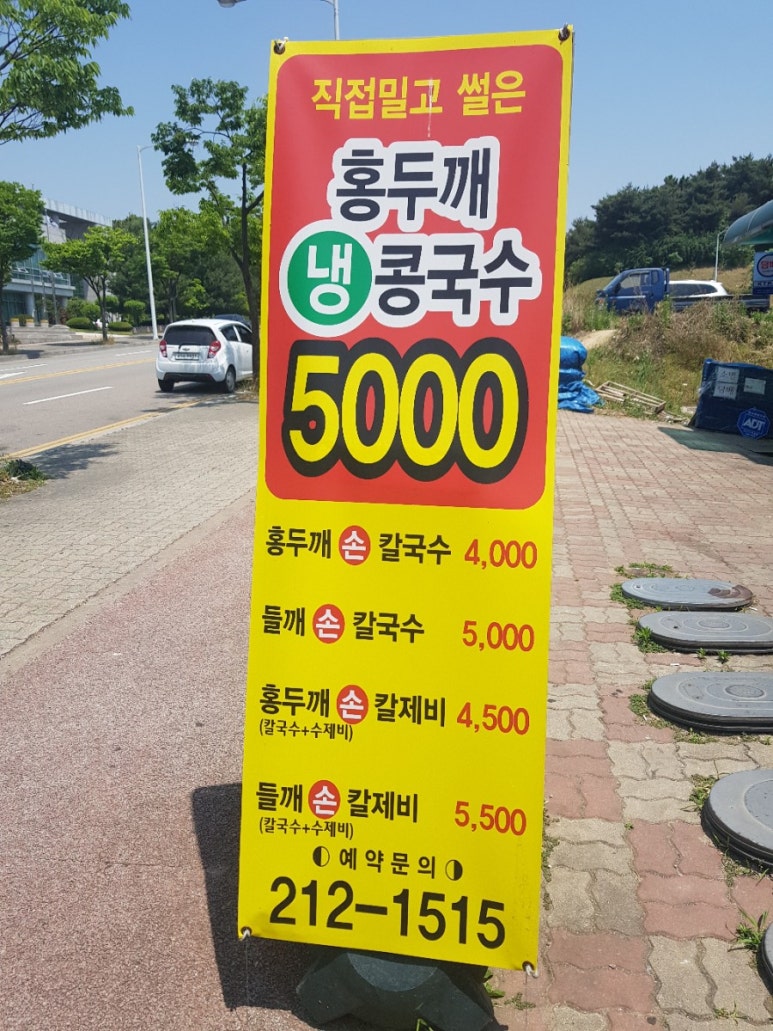 직접밀고 썰은
홍두깨
냉콩국수
5000
홍두깨 손 칼국수 4,000
들깨 손 칼국수 5,000
홍두깨 손 칼제비 4,500
(칼국수+수제비)
들깨 손 칼제비 5,500
(칼국수+수제비)
예약문의
212-1515
ADT